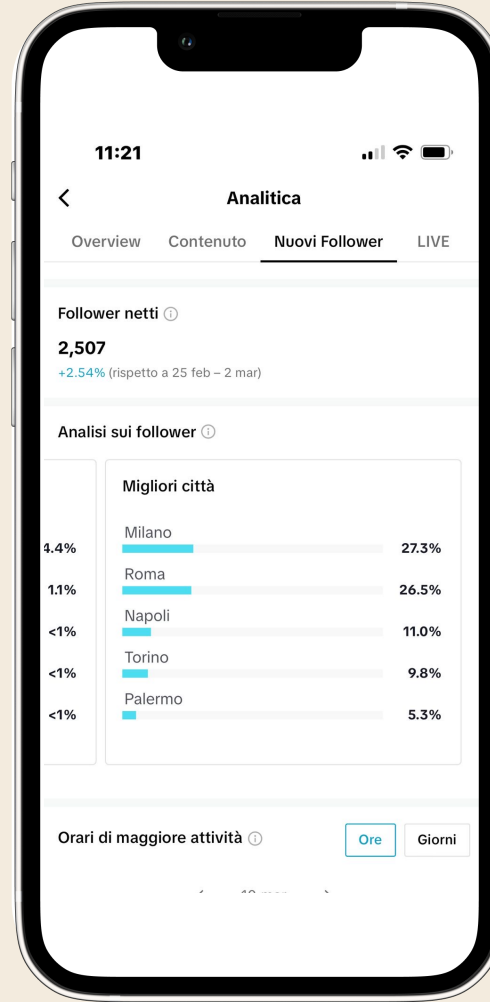 11:21
Analitica
Overview Contenuto Nuovi Follower LIVE
Follower netti
2,507
+2.54% (rispetto a 25 feb – 2 mar)
Analisi sui follower
Migliori città
Milano
27.3%
Roma
26.5%
Napoli
11.0%
Torino
9.8%
Palermo
5.3%
4.4%
1.1%
<1%
<1%
<1%
Orari di maggiore attività
Ore Giorni